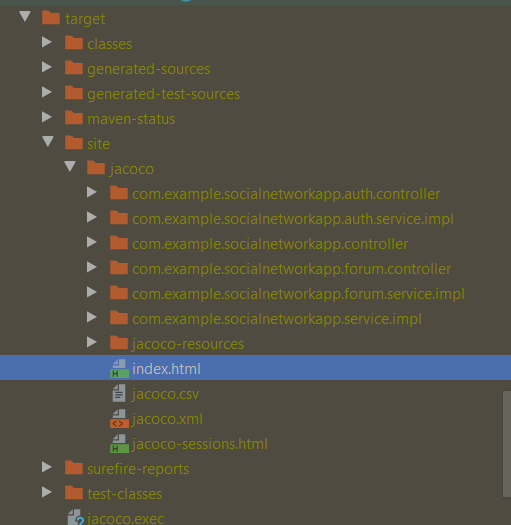 target
classes
generated-sources
generated-test-sources
maven-status
site
jacoco
com.example.socialnetworkapp.auth.controller
com.example.socialnetworkapp.auth.service.impl
com.example.socialnetworkapp.controller
com.example.socialnetworkapp.forum.controller
com.example.socialnetworkapp.forum.service.impl
com.example.socialnetworkapp.service.impl
jacoco-resources
index.html
jacoco.csv
jacoco.xml
jacoco-sessions.html
surefire-reports
test-classes
jacoco.exec